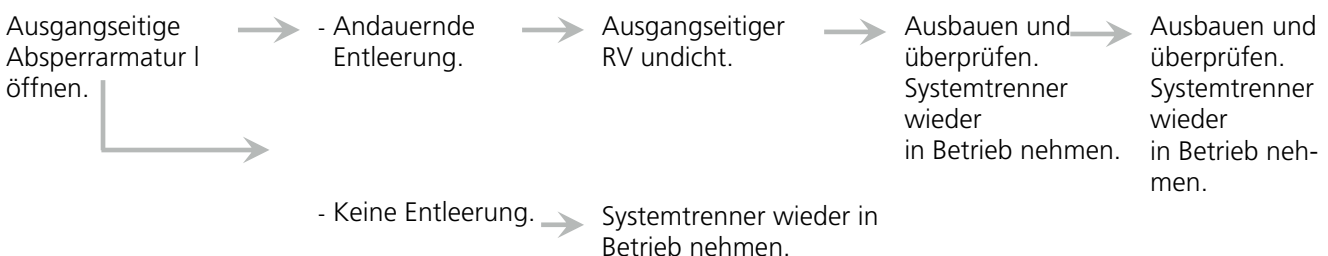 Ausgangseitige
Absperrarmatur l
öffnen.
- Andauernde
Entleerung.
Ausgangseitiger
RV undicht.
Ausbauen und
überprüfen.
Systemtrenner
wieder
in Betrieb nehmen.
Ausbauen und
überprüfen.
Systemtrenner
wieder
in Betrieb neh-
men.
- Keine Entleerung.
Systemtrenner wieder in
Betrieb nehmen.